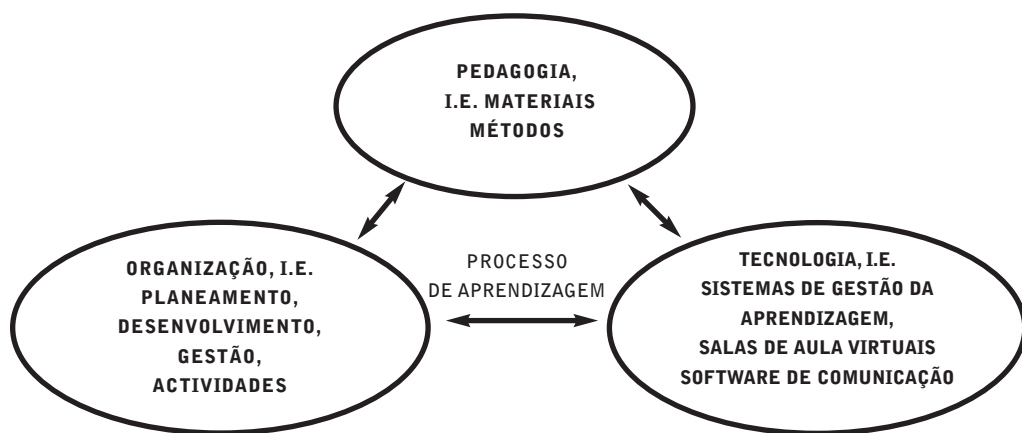 PEDAGOGIA,
I.E. MATERIAIS
MÉTODOS
ORGANIZAÇÃO, I.E.
PLANEAMENTO,
DESENVOLVIMENTO,
GESTÃO,
ACTIVIDADES
PROCESSO
DE APRENDIZAGEM
TECNOLOGIA, I.E.
SISTEMAS DE GESTÃO DA
APRENDIZAGEM,
SALAS DE AULA VIRTUAIS
SOFTWARE DE COMUNICAÇÃO